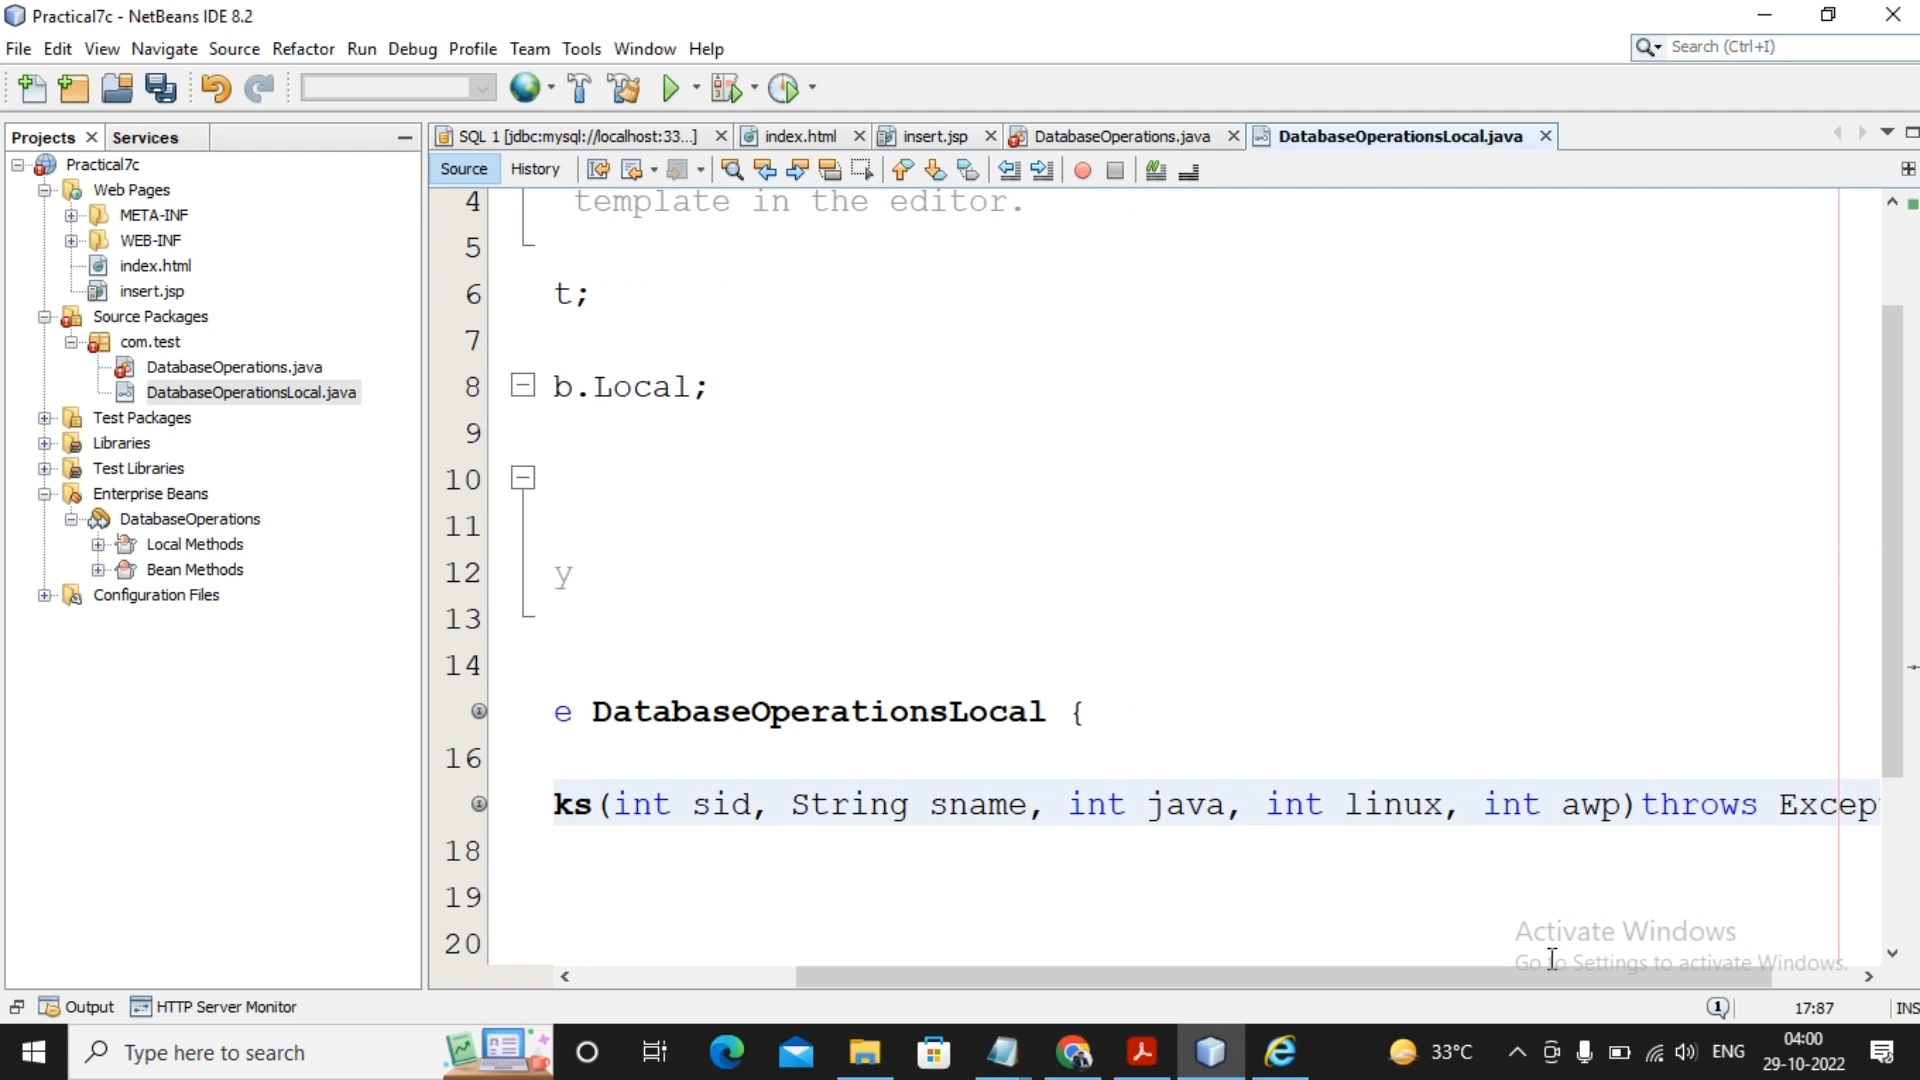 Practical7c - NetBeans IDE 8.2
File Edit View Navigate Source Refactor Run Debug Profile Team Tools Window Help
Search (Ctrl+I)
Projects Services
SQL 1 [jdbc:mysql://localhost:33...] index.html insert.jsp DatabaseOperations.java DatabaseOperationsLocal.java
Source History
Practical7c
Web Pages
META-INF
WEB-INF
index.html
insert.jsp
Source Packages
com.test
DatabaseOperations.java
DatabaseOperationsLocal.java
Test Packages
Libraries
Test Libraries
Enterprise Beans
DatabaseOperations
Local Methods
Bean Methods
Configuration Files
4 template in the editor.
5
6 t;
7
8 b.Local;
9
10
11
12 y
13
14
e DatabaseOperationsLocal {
16
ks(int sid, String sname, int java, int linux, int awp)throws Excep
18
19
20
Activate Windows
Go to Settings to activate Windows.
Output HTTP Server Monitor
1 17:87 INS
Type here to search
33°C ENG 04:00
29-10-2022